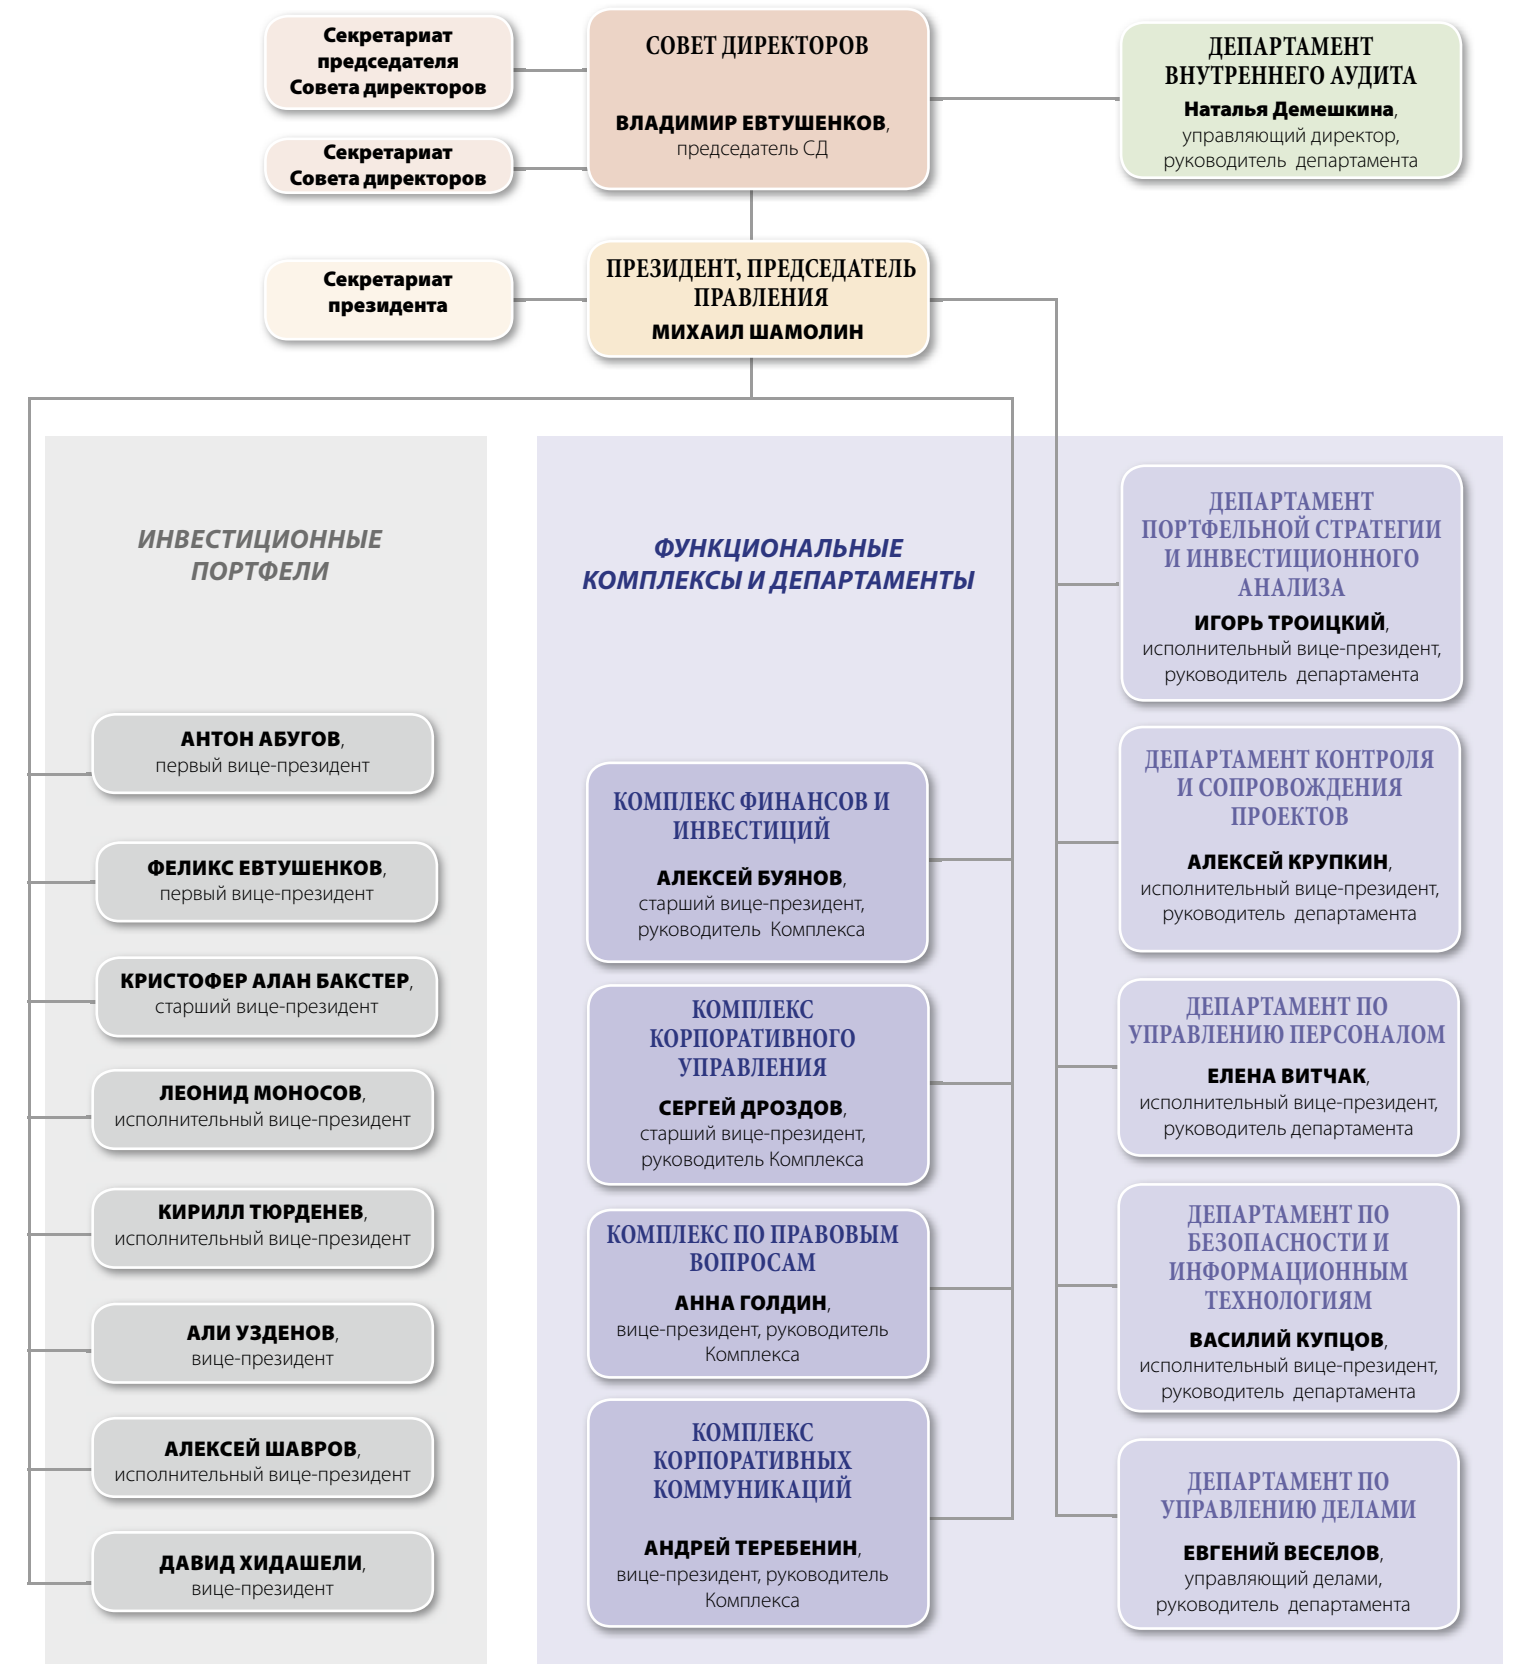 Секретариат
председателя
Совета директоров
Секретариат
Совета директоров
СОВЕТ ДИРЕКТОРОВ
ВЛАДИМИР ЕВТУШЕНКОВ,
председатель СД
ДЕПАРТАМЕНТ
ВНУТРЕННЕГО АУДИТА
Наталья Демешкина,
управляющий директор,
руководитель департамента
Секретариат
президента
ПРЕЗИДЕНТ, ПРЕДСЕДАТЕЛЬ
ПРАВЛЕНИЯ
МИХАИЛ ШАМОЛИН
ИНВЕСТИЦИОННЫЕ
ПОРТФЕЛИ
АНТОН АБУГОВ,
первый вице-президент
ФЕЛИКС ЕВТУШЕНКОВ,
первый вице-президент
КРИСТОФЕР АЛАН БАКСТЕР,
старший вице-президент
ЛЕОНИД МОНОСОВ,
исполнительный вице-президент
КИРИЛЛ ТЮРДЕНЕВ,
исполнительный вице-президент
АЛИ УЗДЕНОВ,
вице-президент
АЛЕКСЕЙ ШАВРОВ,
исполнительный вице-президент
ДАВИД ХИДАШЕЛИ,
вице-президент
ФУНКЦИОНАЛЬНЫЕ
КОМПЛЕКСЫ И ДЕПАРТАМЕНТЫ
КОМПЛЕКС ФИНАНСОВ И
ИНВЕСТИЦИЙ
АЛЕКСЕЙ БУЯНОВ,
старший вице-президент,
руководитель Комплекса
КОМПЛЕКС
КОРПОРАТИВНОГО
УПРАВЛЕНИЯ
СЕРГЕЙ ДРОЗДОВ,
старший вице-президент,
руководитель Комплекса
КОМПЛЕКС ПО ПРАВОВЫМ
ВОПРОСАМ
АННА ГОЛДИН,
вице-президент, руководитель
Комплекса
КОМПЛЕКС
КОРПОРАТИВНЫХ
КОММУНИКАЦИЙ
АНДРЕЙ ТЕРЕБЕНИН,
вице-президент, руководитель
Комплекса
ДЕПАРТАМЕНТ
ПОРТФЕЛЬНОЙ СТРАТЕГИИ
И ИНВЕСТИЦИОННОГО
АНАЛИЗА
ИГОРЬ ТРОИЦКИЙ,
исполнительный вице-президент,
руководитель департамента
ДЕПАРТАМЕНТ КОНТРОЛЯ
И СОПРОВОЖДЕНИЯ
ПРОЕКТОВ
АЛЕКСЕЙ КРУПКИН,
исполнительный вице-президент,
руководитель департамента
ДЕПАРТАМЕНТ ПО
УПРАВЛЕНИЮ ПЕРСОНАЛОМ
ЕЛЕНА ВИТЧАК,
исполнительный вице-президент,
руководитель департамента
ДЕПАРТАМЕНТ ПО
БЕЗОПАСНОСТИ И
ИНФОРМАЦИОННЫМ
ТЕХНОЛОГИЯМ
ВАСИЛИЙ КУПЦОВ,
исполнительный вице-президент,
руководитель департамента
ДЕПАРТАМЕНТ ПО
УПРАВЛЕНИЮ ДЕЛАМИ
ЕВГЕНИЙ ВЕСЕЛОВ,
управляющий делами,
руководитель департамента